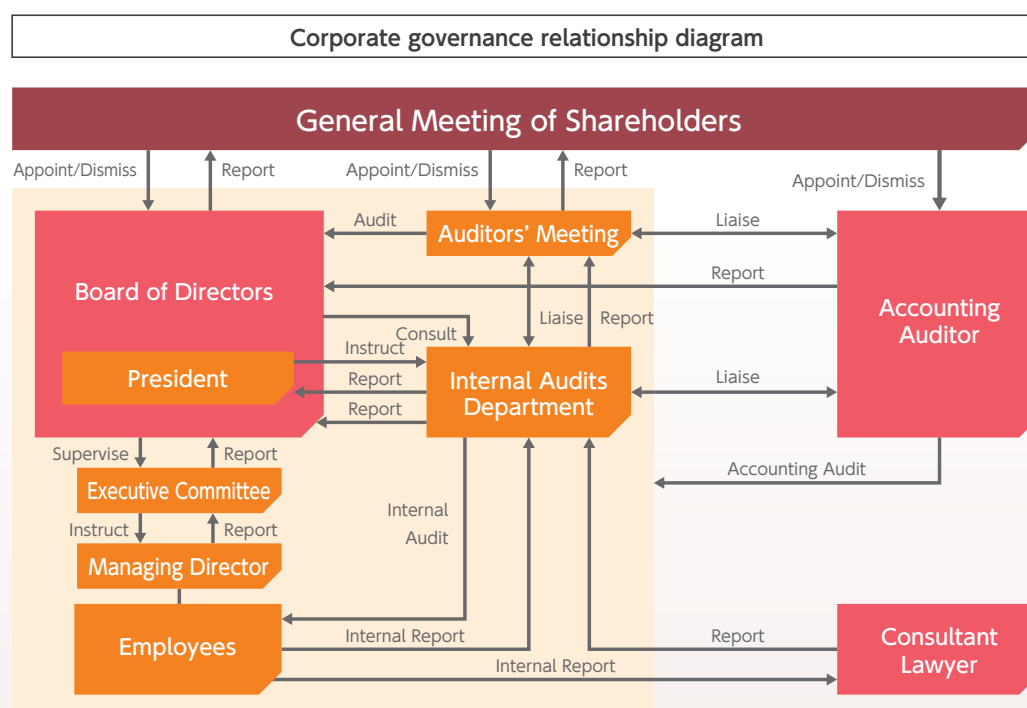 Corporate governance relationship diagram
General Meeting of Shareholders
Appoint/Dismiss
Report
Appoint/Dismiss
Report
Appoint/Dismiss
Board of Directors
Audit
Auditors' Meeting
Liaise
Report
Accounting
Auditor
Consult
Liaise
Report
President
Instruct
Report
Report
Internal Audits
Department
Liaise
Supervise
Report
Accounting Audit
Executive Committee
Instruct
Report
Internal
Audit
Managing Director
Employees
Internal Report
Internal Report
Report
Consultant
Lawyer